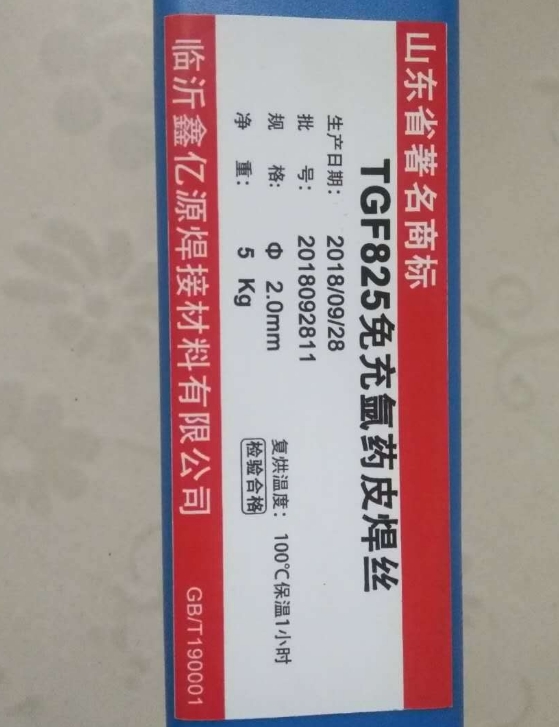 山东省著名商标
TGF825免充氩药皮焊丝
生产日期: 2018/09/28
批 号: 2018092811
规 格: Φ 2.0mm 复烘温度: 100℃保温1小时
净 重: 5 Kg 检验合格
临沂鑫亿源焊接材料有限公司 GB/T190001